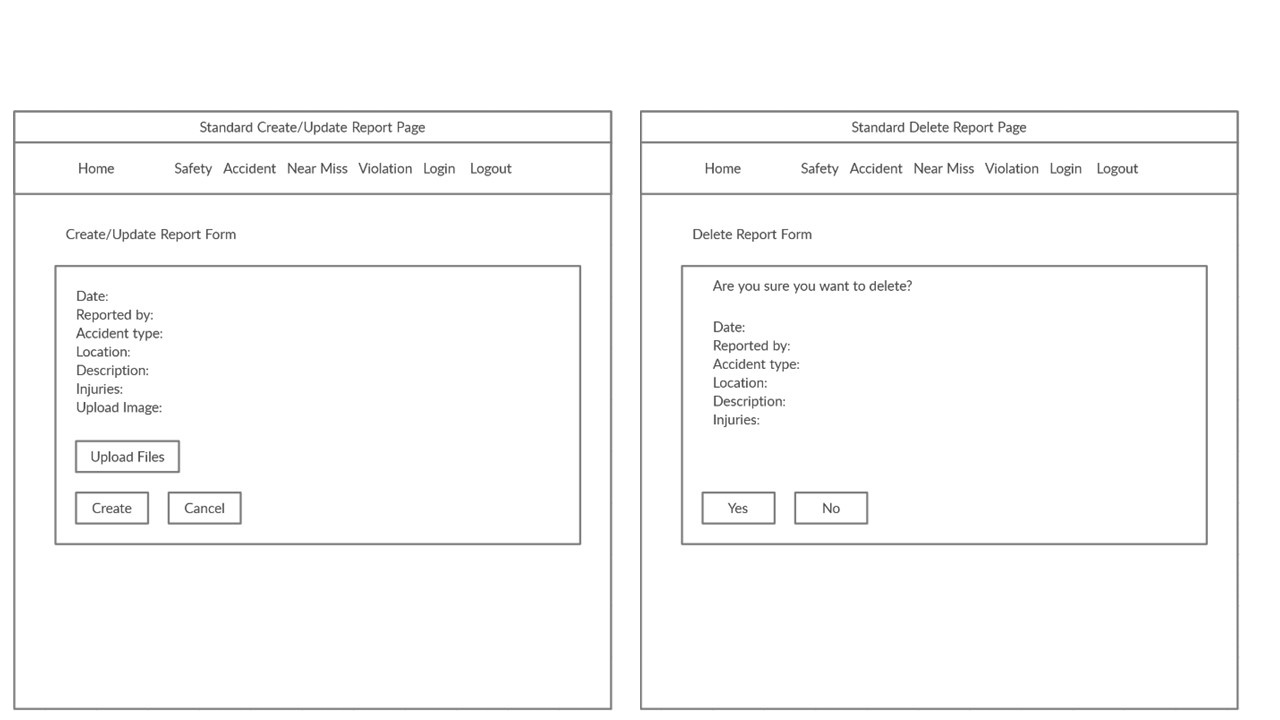 Standard Create/Update Report Page
Home Safety Accident Near Miss Violation Login Logout
Create/Update Report Form
Date:
Reported by:
Accident type:
Location:
Description:
Injuries:
Upload Image:
Upload Files
Create Cancel
Standard Delete Report Page
Home Safety Accident Near Miss Violation Login Logout
Delete Report Form
Are you sure you want to delete?
Date:
Reported by:
Accident type:
Location:
Description:
Injuries:
Yes No